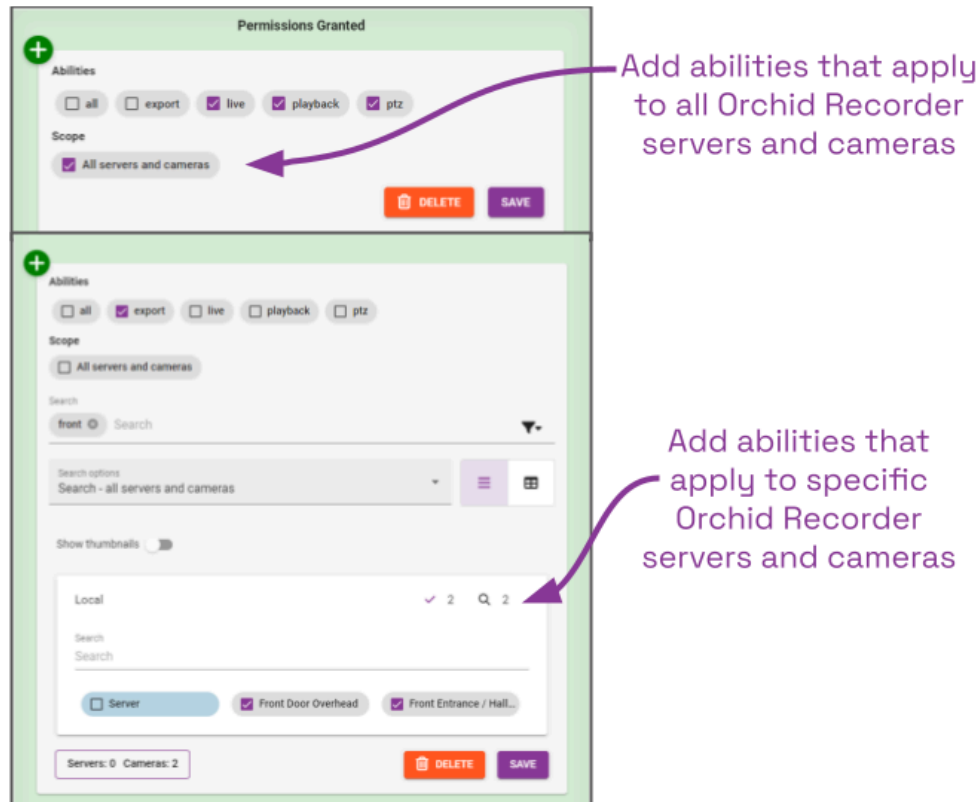 Permissions Granted
Abilities
all export live playback ptz
Scope
All servers and cameras
DELETE SAVE
Add abilities that apply
to all Orchid Recorder
servers and cameras
Abilities
all export live playback ptz
Scope
All servers and cameras
Search
front Search
Search options
Search - all servers and cameras
Show thumbnails
Local 2 2
Search
Search
Server Front Door Overhead Front Entrance / Hall...
Servers: 0 Cameras: 2 DELETE SAVE
Add abilities that
apply to specific
Orchid Recorder
servers and cameras